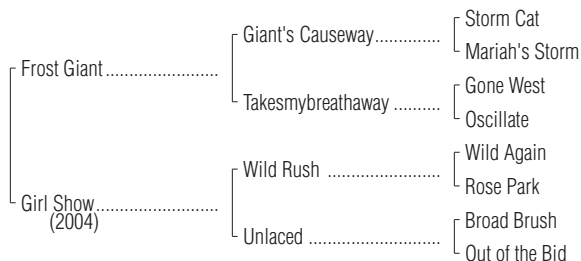 Storm Cat
Giant's Causeway..............
Mariah's Storm
Frost Giant........................
Gone West
Takesmybreathaway ..........
Oscillate
Wild Again
Wild Rush ........................
Rose Park
Girl Show..........................
(2004)
Broad Brush
Unlaced ............................
Out of the Bid